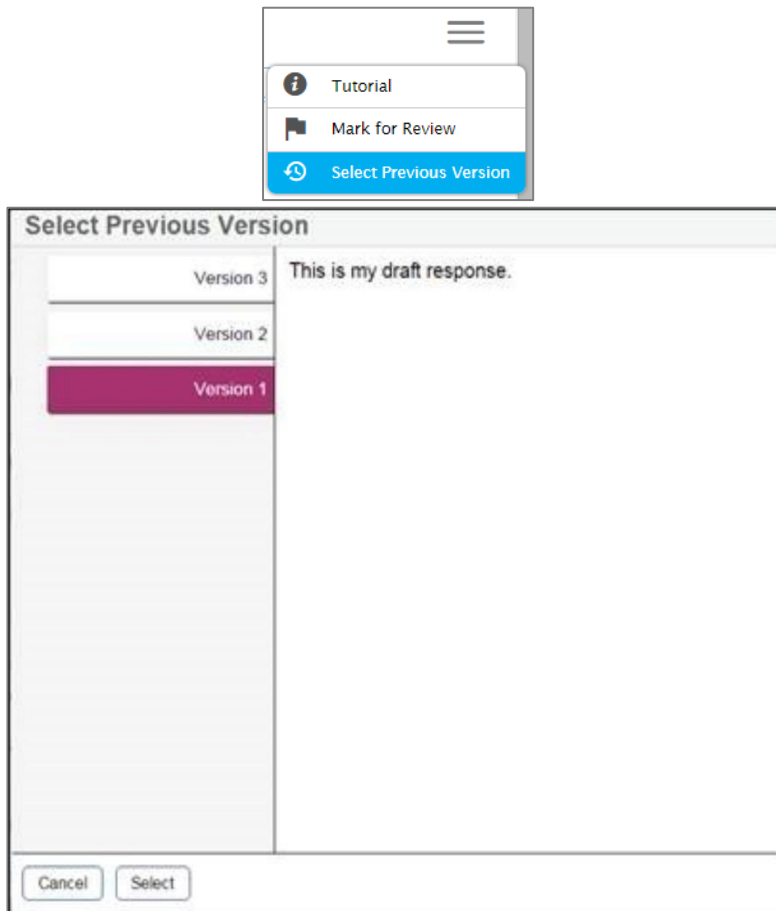 Tutorial
Mark for Review
Select Previous Version
Select Previous Version
Version 3
This is my draft response.
Version 2
Version 1
Cancel
Select